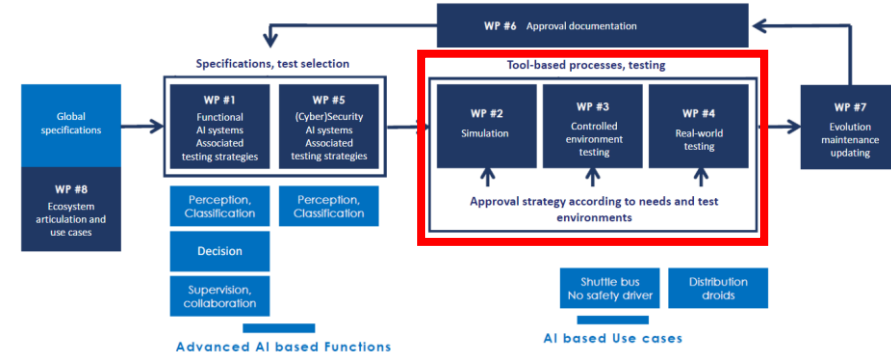 WP #6 Approval documentation
Specifications, test selection
Tool-based processes, testing
Global
specifications
WP #8
Ecosystem
articulation and
use cases
WP #1
Functional
AI systems
Associated
testing strategies
WP #5
(Cyber)Security
AI systems
Associated
testing strategies
WP #2
Simulation
WP #3
Controlled
environment
testing
WP #4
Real-world
testing
WP #7
Evolution
maintenance
updating
Approval strategy according to needs and test
environments
Perception,
Classification
Perception,
Classification
Decision
Supervision,
collaboration
Advanced AI based Functions
Shuttle bus
No safety driver
Distribution
droids
AI based Use cases